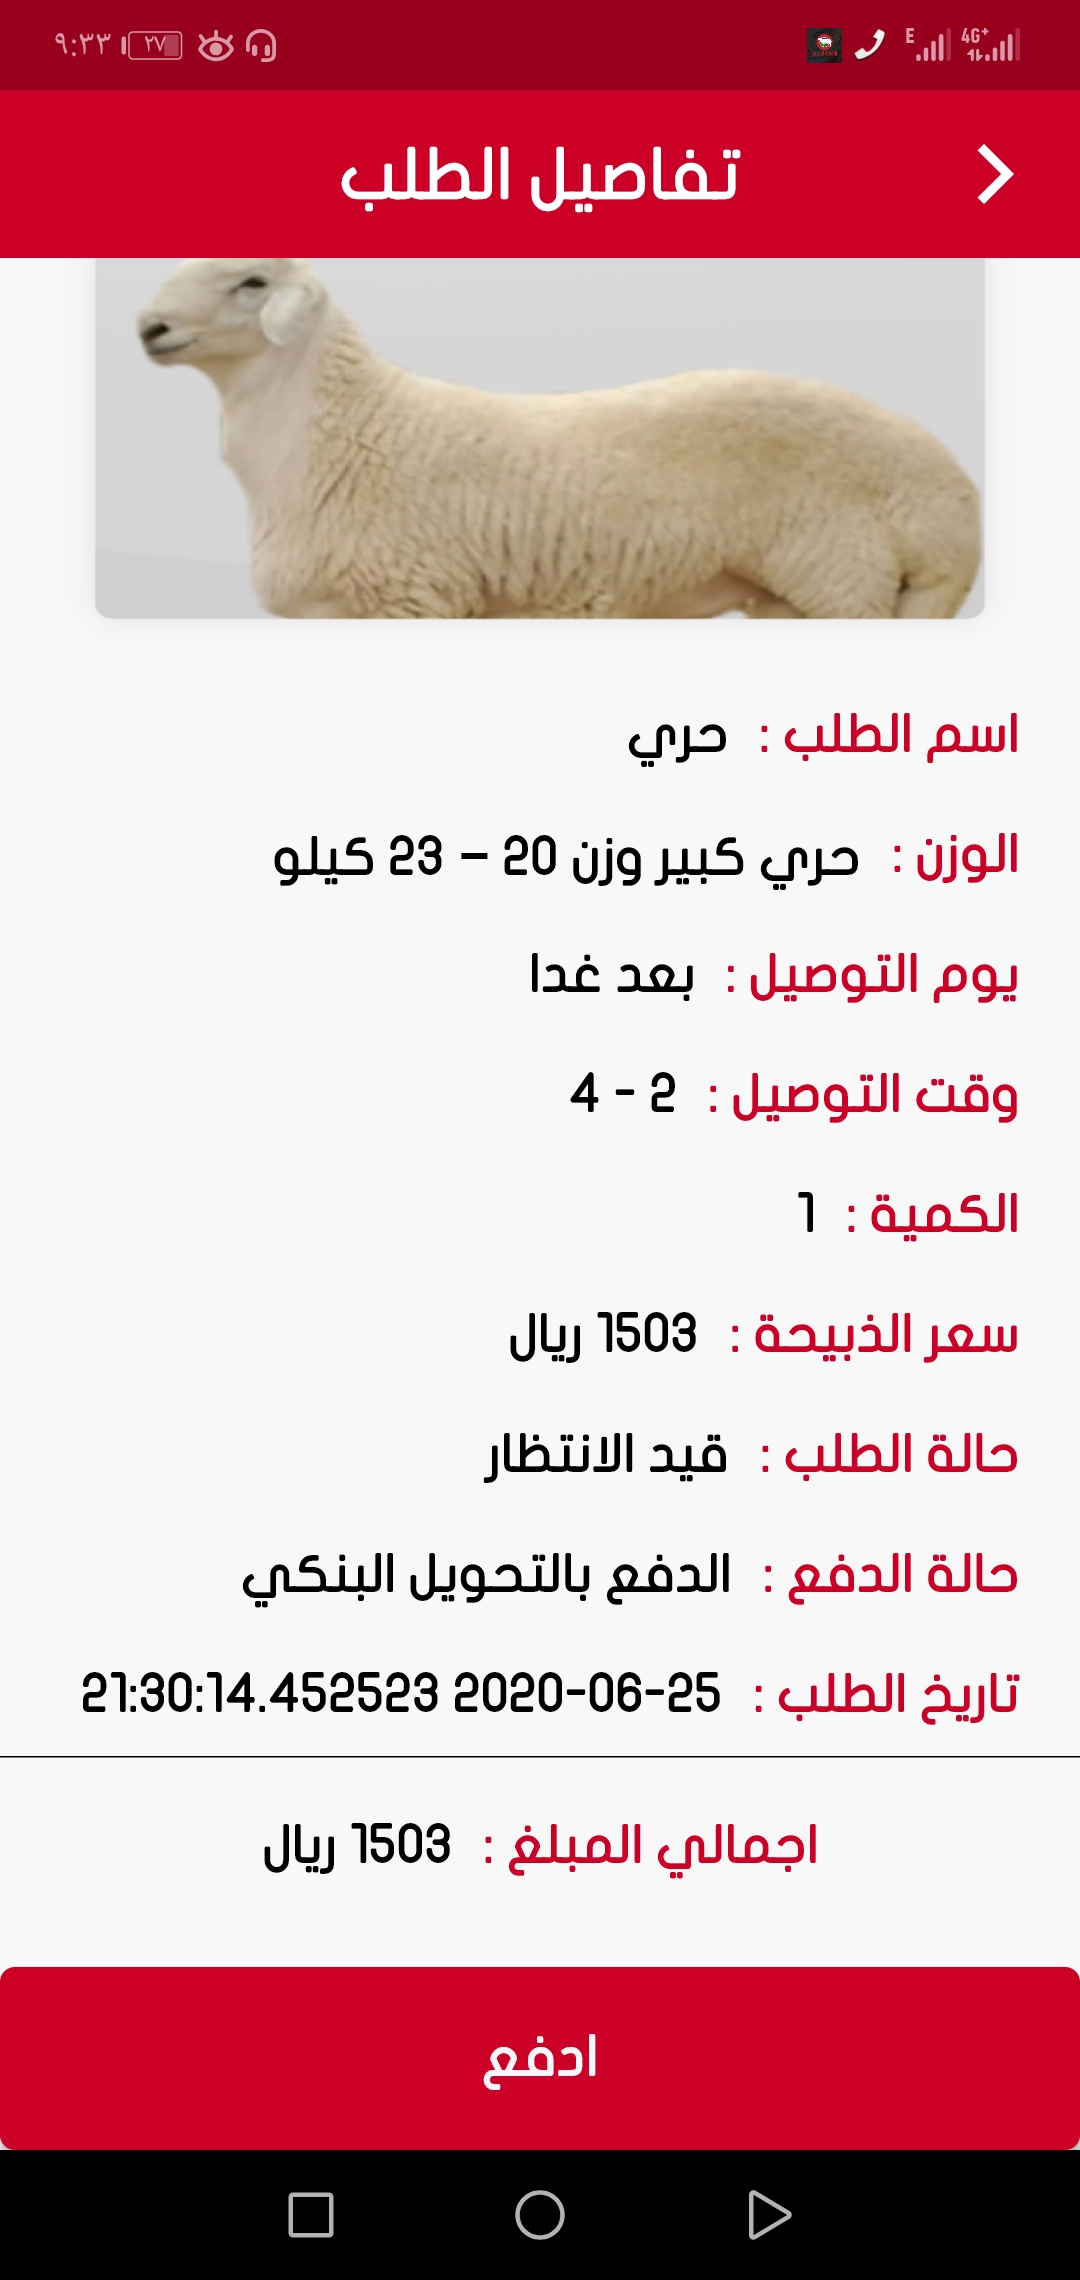 ٩:٣٣ ٢٧ E 4G+
تفاصيل الطلب
اسم الطلب : حري
الوزن : حري كبير وزن 20 – 23 كيلو
يوم التوصيل : بعد غدا
وقت التوصيل : 2 - 4
الكمية : 1
سعر الذبيحة : 1503 ريال
حالة الطلب : قيد الانتظار
حالة الدفع : الدفع بالتحويل البنكي
تاريخ الطلب : 2020-06-25 21:30:14.452523
اجمالي المبلغ : 1503 ريال
ادفع